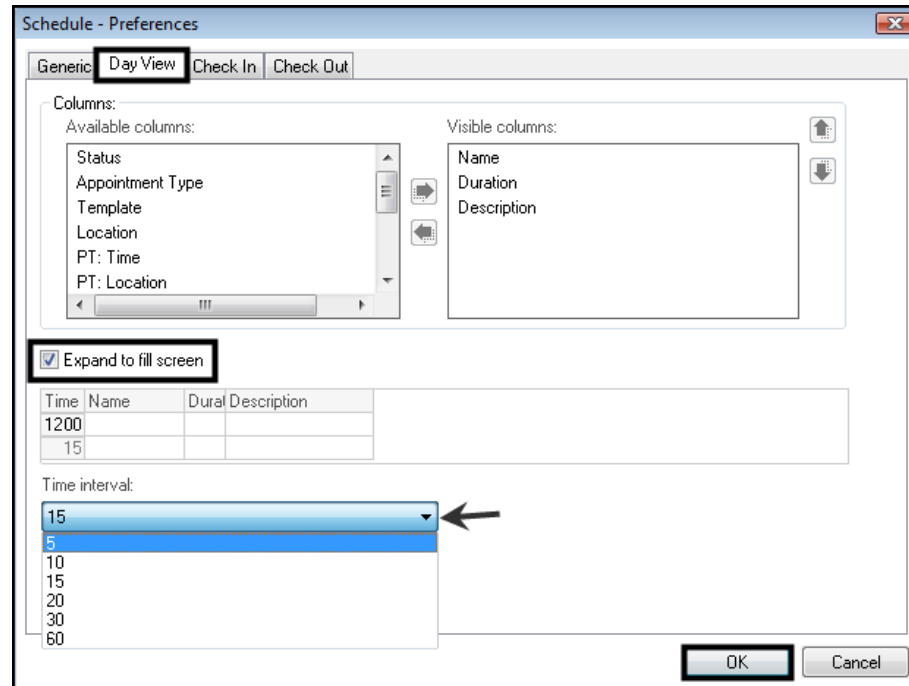 Schedule - Preferences
Generic Day View Check In Check Out
Columns:
Available columns: Visible columns:
Status Name
Appointment Type Duration
Template Description
Location
PT: Time
PT: Location
Expand to fill screen
Time Name Durat Description
1200
15
Time interval:
15
5
10
15
20
30
60
OK Cancel